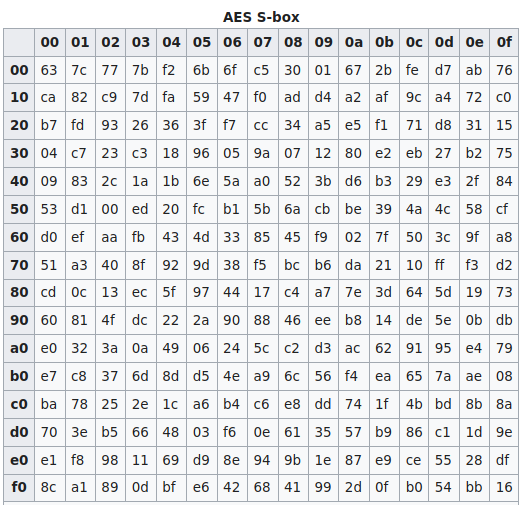 AES S-box
00 01 02 03 04 05 06 07 08 09 0a 0b 0c 0d 0e 0f
00 63 7c 77 7b f2 6b 6f c5 30 01 67 2b fe d7 ab 76
10 ca 82 c9 7d fa 59 47 f0 ad d4 a2 af 9c a4 72 c0
20 b7 fd 93 26 36 3f f7 cc 34 a5 e5 f1 71 d8 31 15
30 04 c7 23 c3 18 96 05 9a 07 12 80 e2 eb 27 b2 75
40 09 83 2c 1a 1b 6e 5a a0 52 3b d6 b3 29 e3 2f 84
50 53 d1 00 ed 20 fc b1 5b 6a cb be 39 4a 4c 58 cf
60 d0 ef aa fb 43 4d 33 85 45 f9 02 7f 50 3c 9f a8
70 51 a3 40 8f 92 9d 38 f5 bc b6 da 21 10 ff f3 d2
80 cd 0c 13 ec 5f 97 44 17 c4 a7 7e 3d 64 5d 19 73
90 60 81 4f dc 22 2a 90 88 46 ee b8 14 de 5e 0b db
a0 e0 32 3a 0a 49 06 24 5c c2 d3 ac 62 91 95 e4 79
b0 e7 c8 37 6d 8d d5 4e a9 6c 56 f4 ea 65 7a ae 08
c0 ba 78 25 2e 1c a6 b4 c6 e8 dd 74 1f 4b bd 8b 8a
d0 70 3e b5 66 48 03 f6 0e 61 35 57 b9 86 c1 1d 9e
e0 e1 f8 98 11 69 d9 8e 94 9b 1e 87 e9 ce 55 28 df
f0 8c a1 89 0d bf e6 42 68 41 99 2d 0f b0 54 bb 16